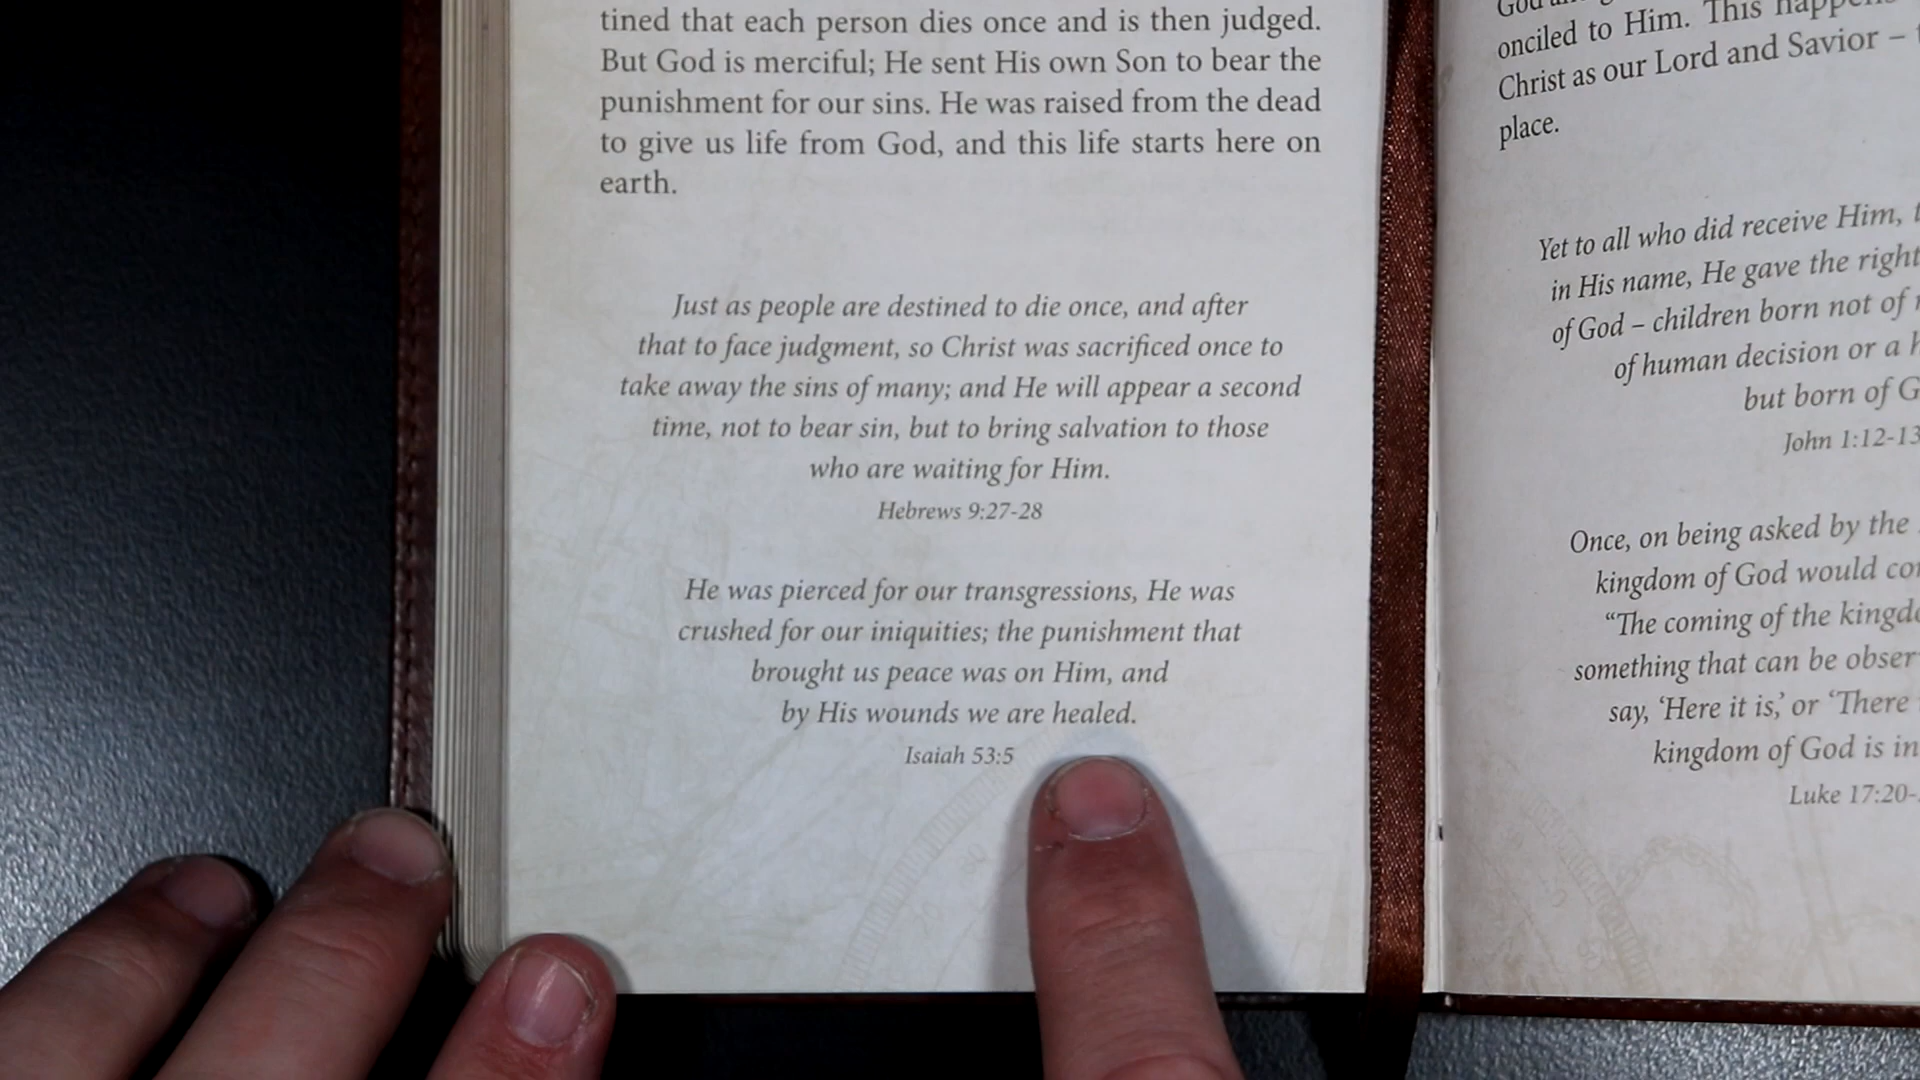 tined that each person dies once and is then judged.
But God is merciful; He sent His own Son to bear the
punishment for our sins. He was raised from the dead
to give us life from God, and this life starts here on
earth.
Just as people are destined to die once, and after
that to face judgment, so Christ was sacrificed once to
take away the sins of many; and He will appear a second
time, not to bear sin, but to bring salvation to those
who are waiting for Him.
Hebrews 9:27-28
He was pierced for our transgressions, He was
crushed for our iniquities; the punishment that
brought us peace was on Him, and
by His wounds we are healed.
Isaiah 53:5
God
onciled to Him. This happens
Christ as our Lord and Savior –
place.
Yet to all who did receive Him,
in His name, He gave the right
of God – children born not of
of human decision or a
but born of G
John 1:12-13
Once, on being asked by the
kingdom of God would
“The coming of the
something that can be
say, ‘Here it is,’ or ‘There
kingdom of God is in
Luke 17:20-